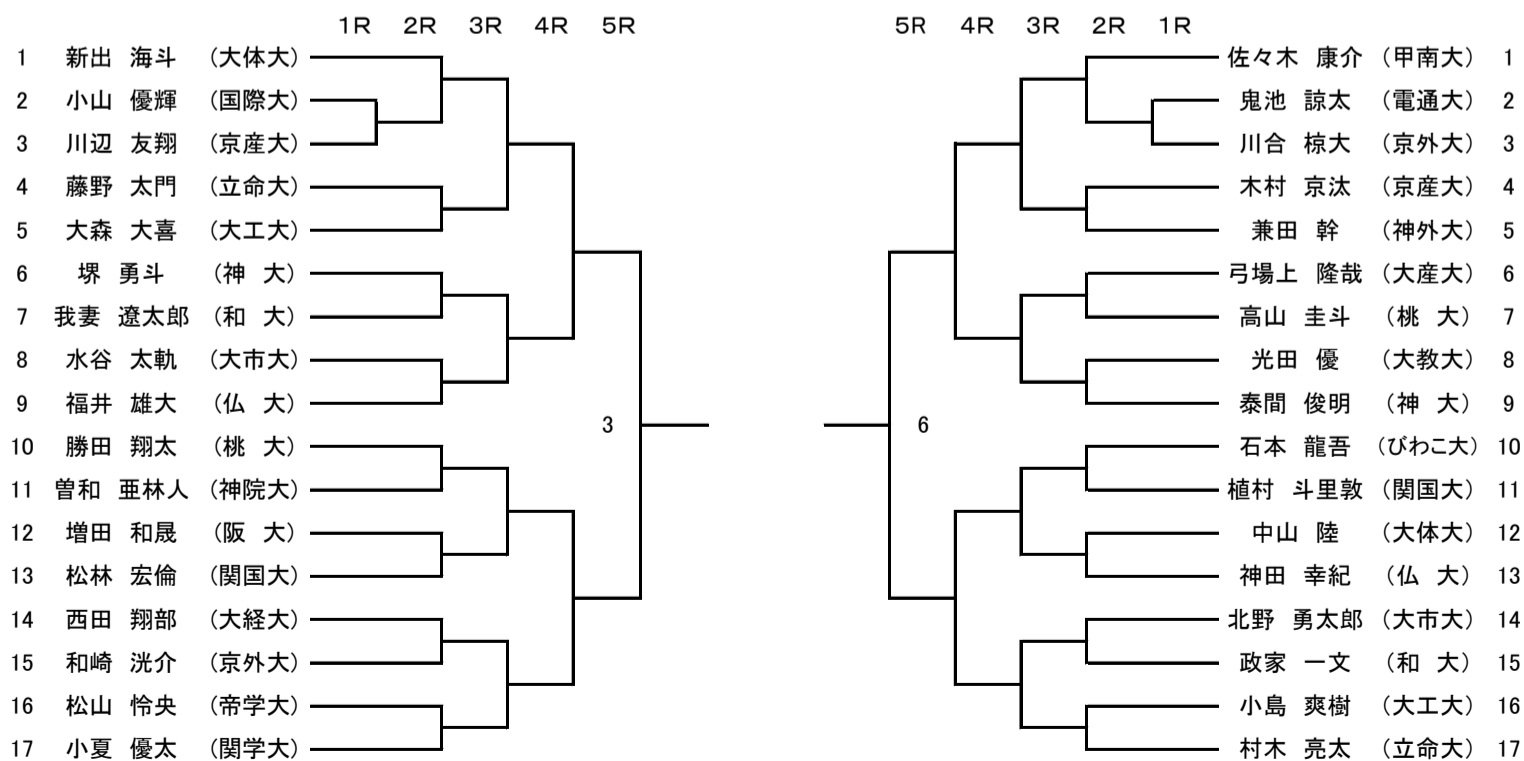 1R 2R 3R 4R 5R 5R 4R 3R 2R 1R
1 新出 海斗 (大体大) 佐々木 康介 (甲南大) 1
2 小山 優輝 (国際大) 鬼池 諒太 (電通大) 2
3 川辺 友翔 (京産大) 川合 椋大 (京外大) 3
4 藤野 太門 (立命大) 木村 京汰 (京産大) 4
5 大森 大喜 (大工大) 兼田 幹 (神外大) 5
6 堺 勇斗 (神 大) 弓場上 隆哉 (大産大) 6
7 我妻 遼太郎 (和 大) 高山 圭斗 (桃 大) 7
8 水谷 太軌 (大市大) 光田 優 (大教大) 8
9 福井 雄大 (仏 大) 泰間 俊明 (神 大) 9
3 6
10 勝田 翔太 (桃 大) 石本 龍吾 (びわこ大) 10
11 曽和 亜林人 (神院大) 植村 斗里敦 (関国大) 11
12 増田 和晟 (阪 大) 中山 陸 (大体大) 12
13 松林 宏倫 (関国大) 神田 幸紀 (仏 大) 13
14 西田 翔部 (大経大) 北野 勇太郎 (大市大) 14
15 和崎 洸介 (京外大) 政家 一文 (和 大) 15
16 松山 怜央 (帝学大) 小島 爽樹 (大工大) 16
17 小夏 優太 (関学大) 村木 亮太 (立命大) 17